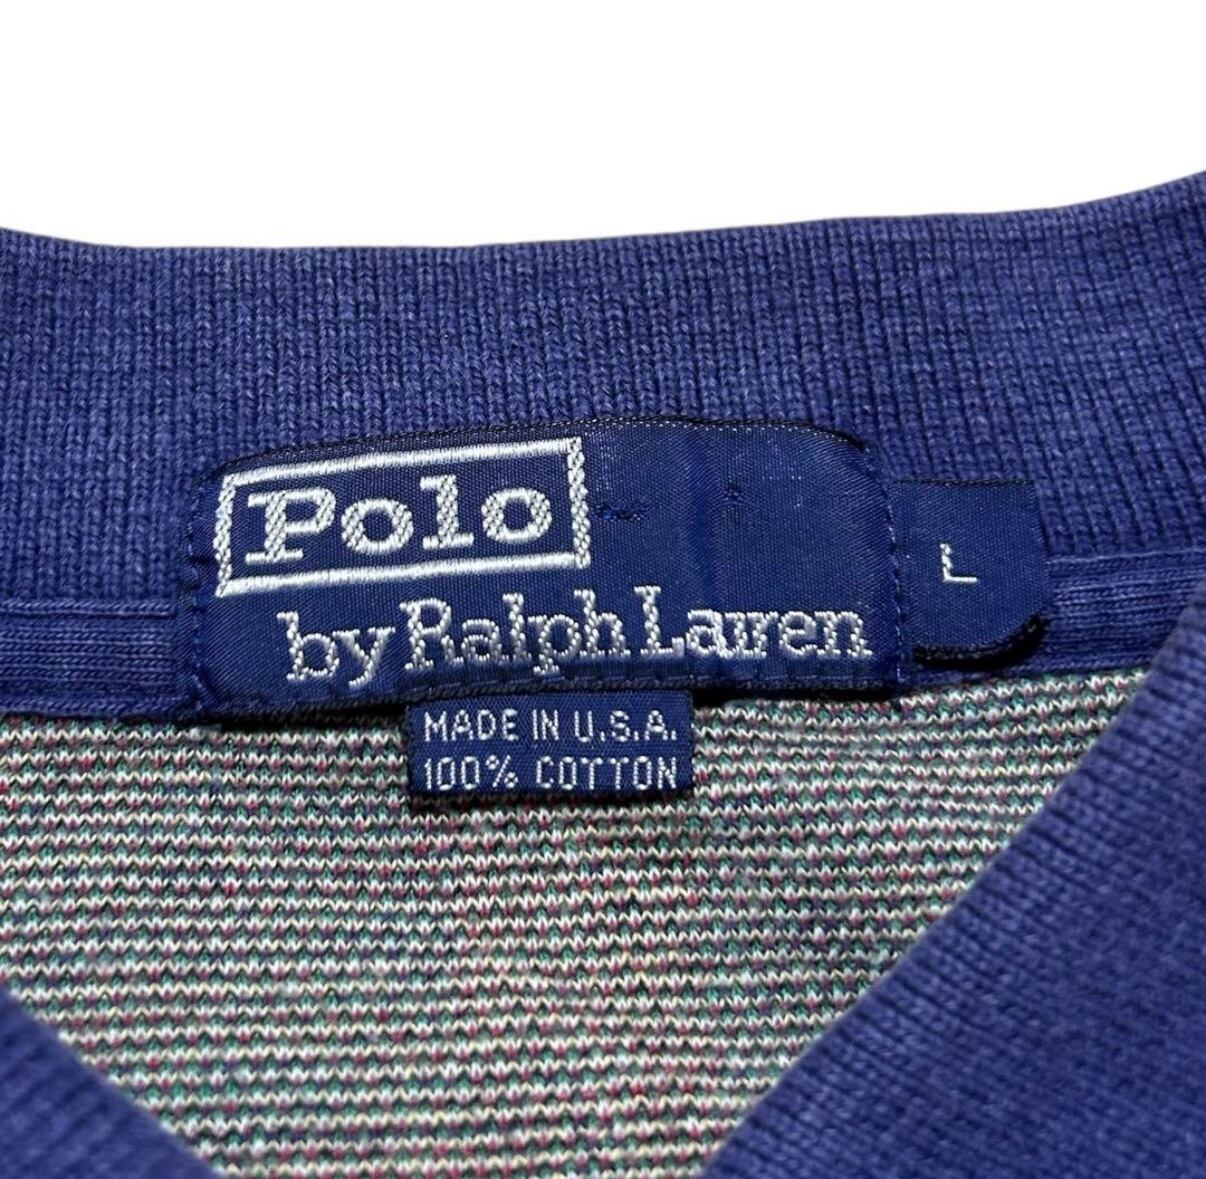 Polo
by Ralph Lauren
L
MADE IN U.S.A.
100% COTTON